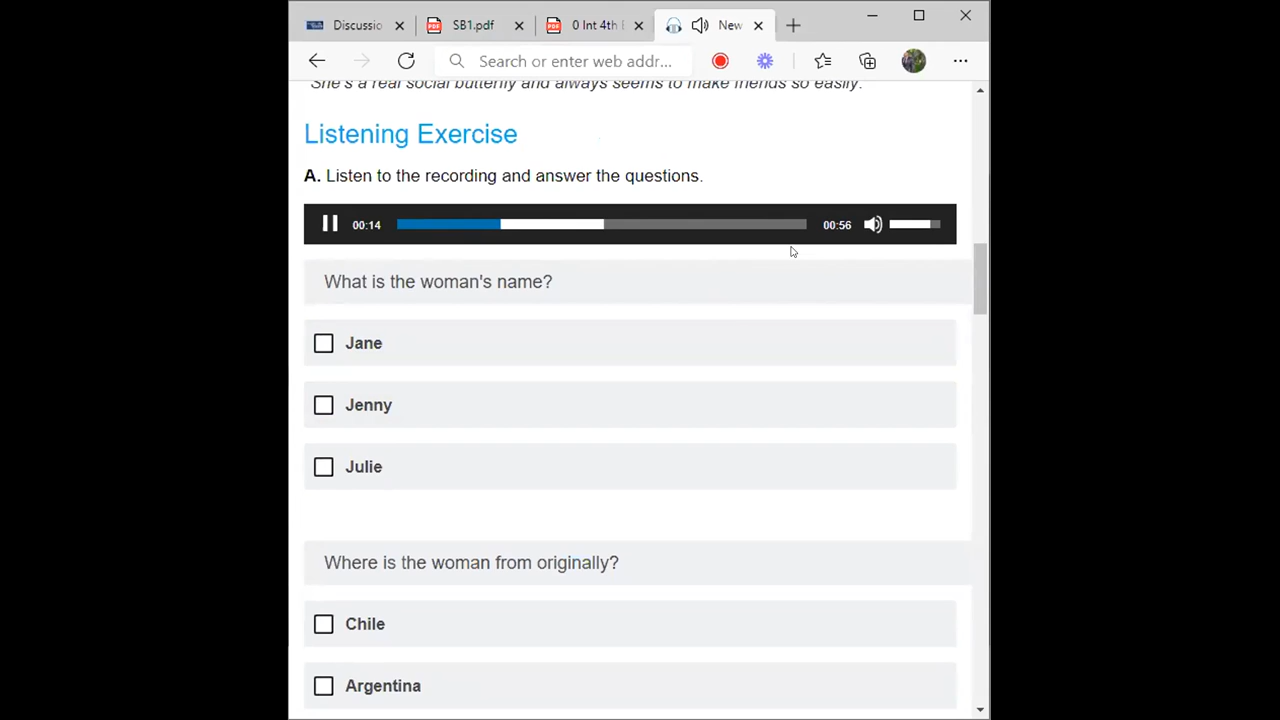 Discussio
SB1.pdf
0 Int 4th
New
Search or enter web addr...
She's a real social butterfly and always seems to make friends so easily.
Listening Exercise
A. Listen to the recording and answer the questions.
00:14
00:56
What is the woman's name?
Jane
Jenny
Julie
Where is the woman from originally?
Chile
Argentina